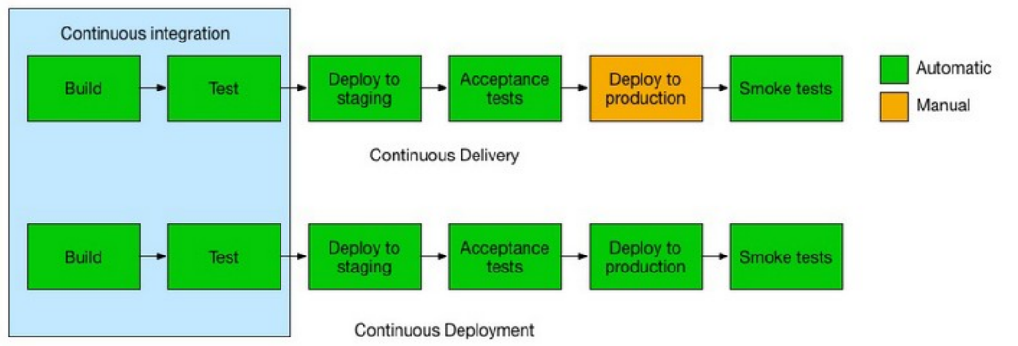 Continuous integration
Build
Test
Deploy to
staging
Acceptance
tests
Deploy to
production
Smoke tests
Automatic
Manual
Continuous Delivery
Build
Test
Deploy to
staging
Acceptance
tests
Deploy to
production
Smoke tests
Continuous Deployment